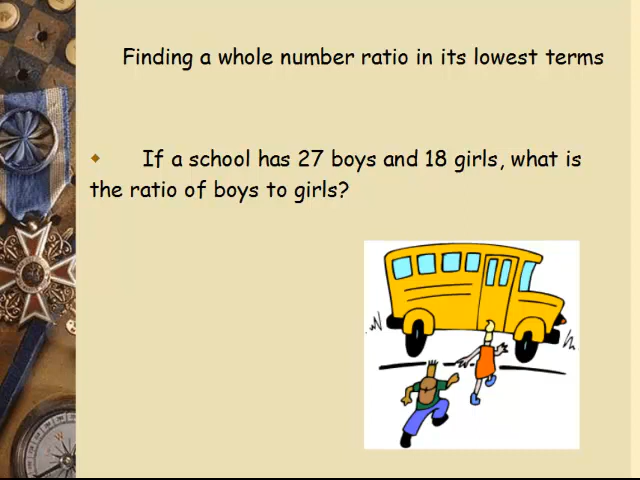 Finding a whole number ratio in its lowest terms
If a school has 27 boys and 18 girls, what is
the ratio of boys to girls?